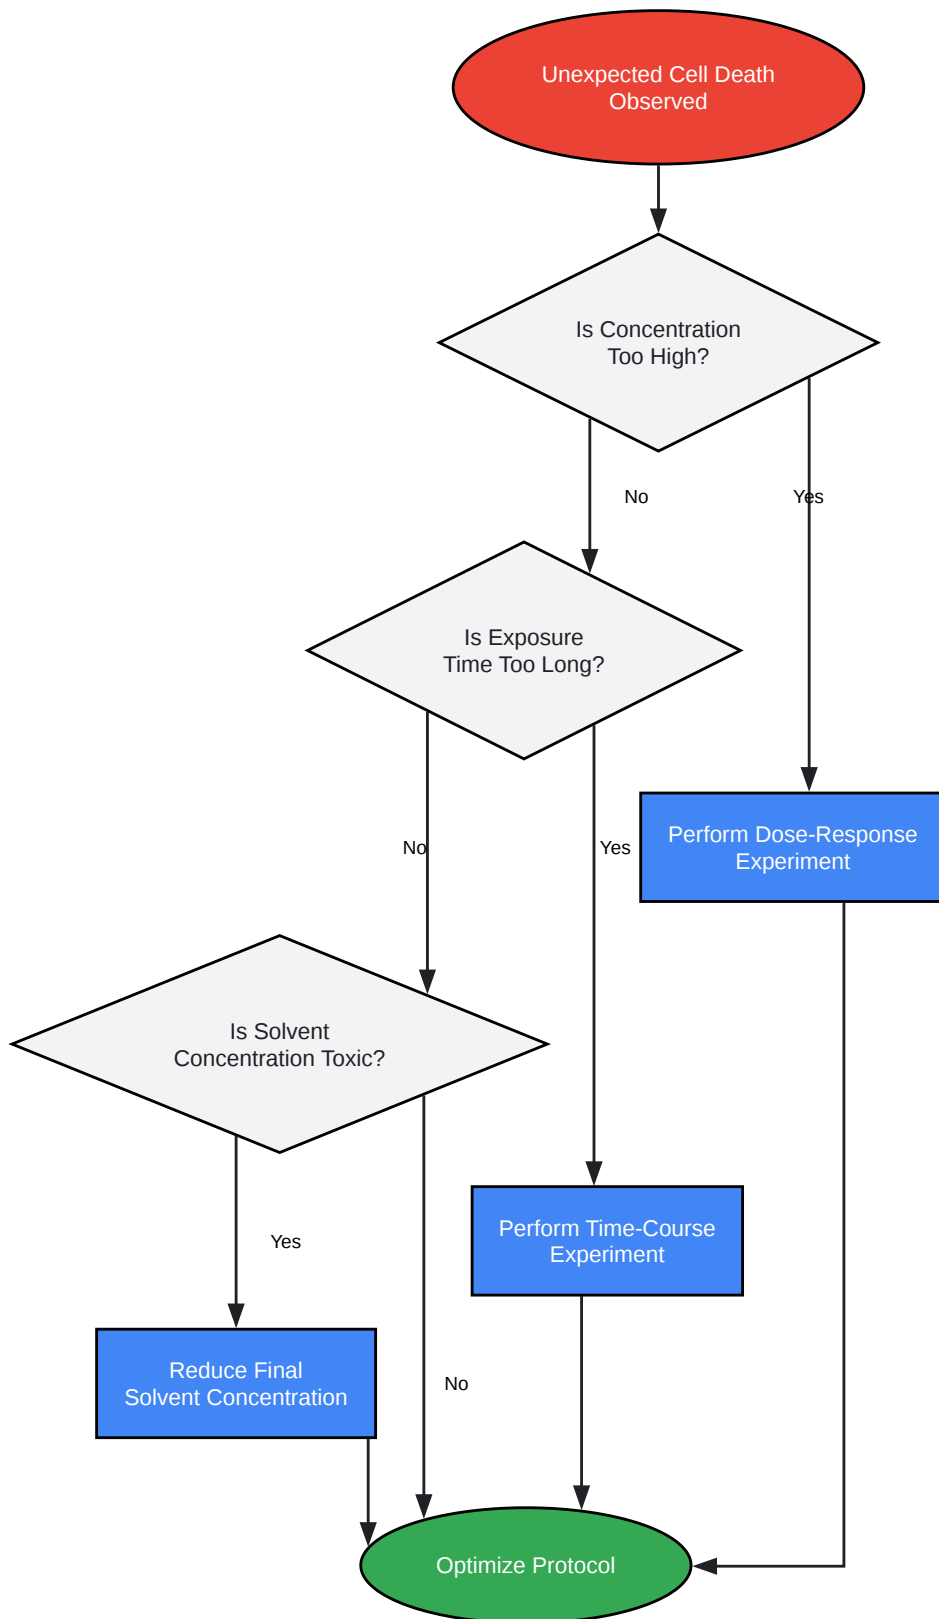 Unexpected Cell Death
Observed
Is Concentration
Too High?
No
Yes
Is Exposure
Time Too Long?
No
Yes
Perform Dose-Response
Experiment
Is Solvent
Concentration Toxic?
Yes
Perform Time-Course
Experiment
Reduce Final
Solvent Concentration
No
Optimize Protocol